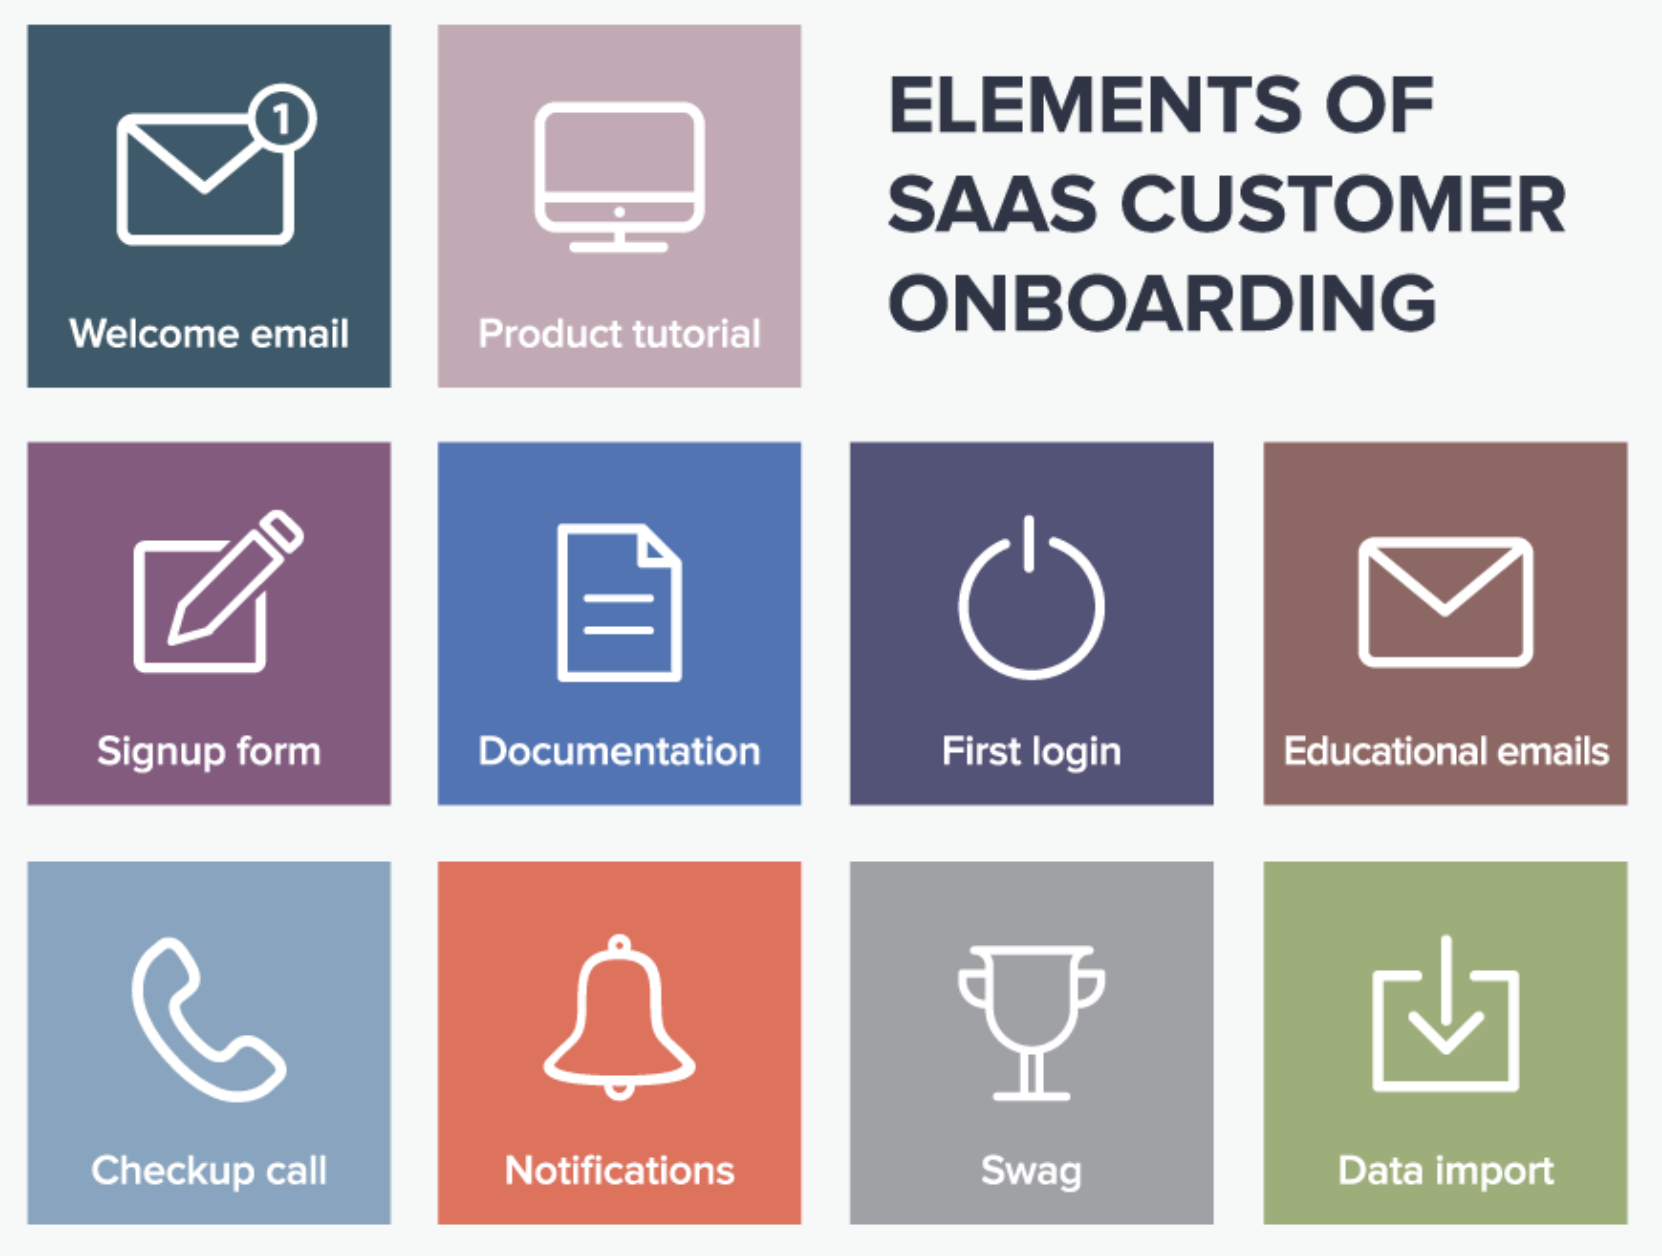 1
Welcome email
Product tutorial
ELEMENTS OF
SAAS CUSTOMER
ONBOARDING
Signup form
Documentation
First login
Educational emails
Checkup call
Notifications
Swag
Data import